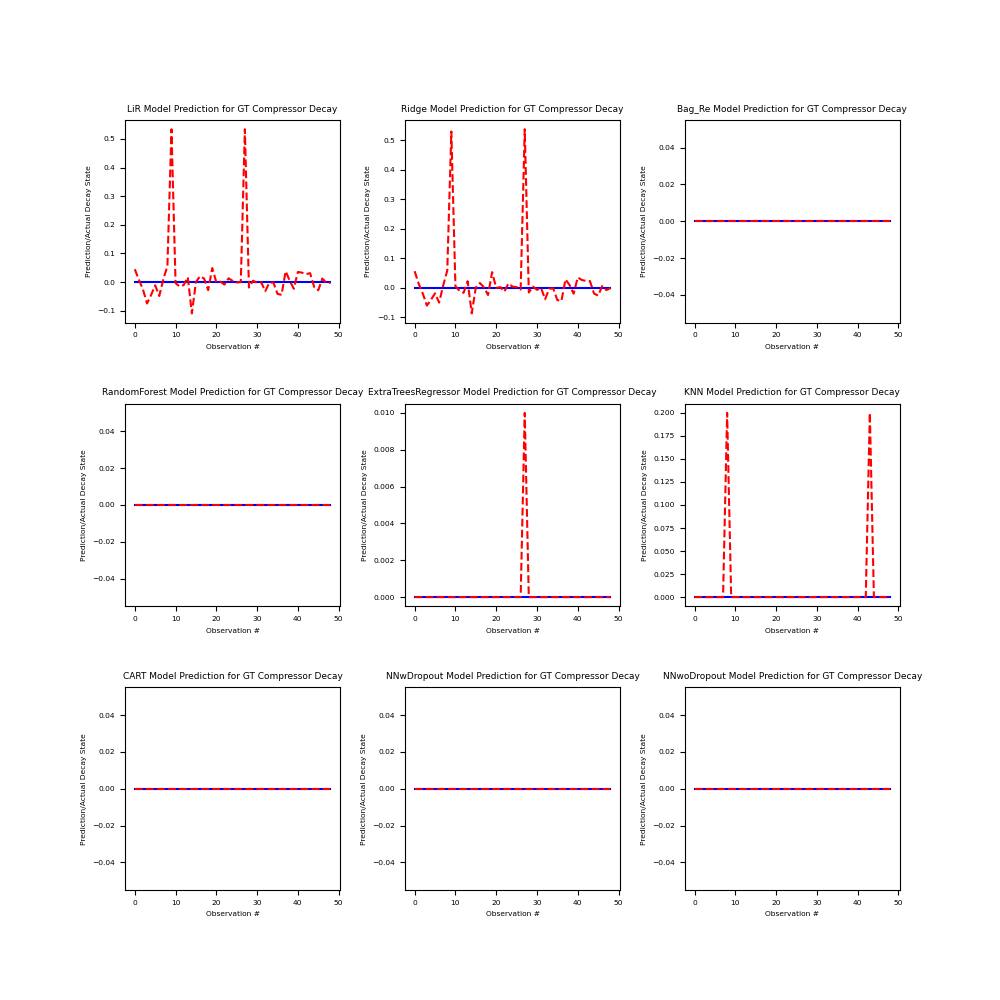 LiR Model Prediction for GT Compressor Decay
Prediction/Actual Decay State
0.5
0.4
0.3
0.2
0.1
0.0
−0.1
0 10 20 30 40 50
Observation #
Ridge Model Prediction for GT Compressor Decay
Prediction/Actual Decay State
0.5
0.4
0.3
0.2
0.1
0.0
−0.1
0 10 20 30 40 50
Observation #
Bag_Re Model Prediction for GT Compressor Decay
Prediction/Actual Decay State
0.04
0.02
0.00
−0.02
−0.04
0 10 20 30 40 50
Observation #
RandomForest Model Prediction for GT Compressor Decay
Prediction/Actual Decay State
0.04
0.02
0.00
−0.02
−0.04
0 10 20 30 40 50
Observation #
ExtraTreesRegressor Model Prediction for GT Compressor Decay
Prediction/Actual Decay State
0.010
0.008
0.006
0.004
0.002
0.000
0 10 20 30 40 50
Observation #
KNN Model Prediction for GT Compressor Decay
Prediction/Actual Decay State
0.200
0.175
0.150
0.125
0.100
0.075
0.050
0.025
0.000
0 10 20 30 40 50
Observation #
CART Model Prediction for GT Compressor Decay
Prediction/Actual Decay State
0.04
0.02
0.00
−0.02
−0.04
0 10 20 30 40 50
Observation #
NNwDropout Model Prediction for GT Compressor Decay
Prediction/Actual Decay State
0.04
0.02
0.00
−0.02
−0.04
0 10 20 30 40 50
Observation #
NNwoDropout Model Prediction for GT Compressor Decay
Prediction/Actual Decay State
0.04
0.02
0.00
−0.02
−0.04
0 10 20 30 40 50
Observation #